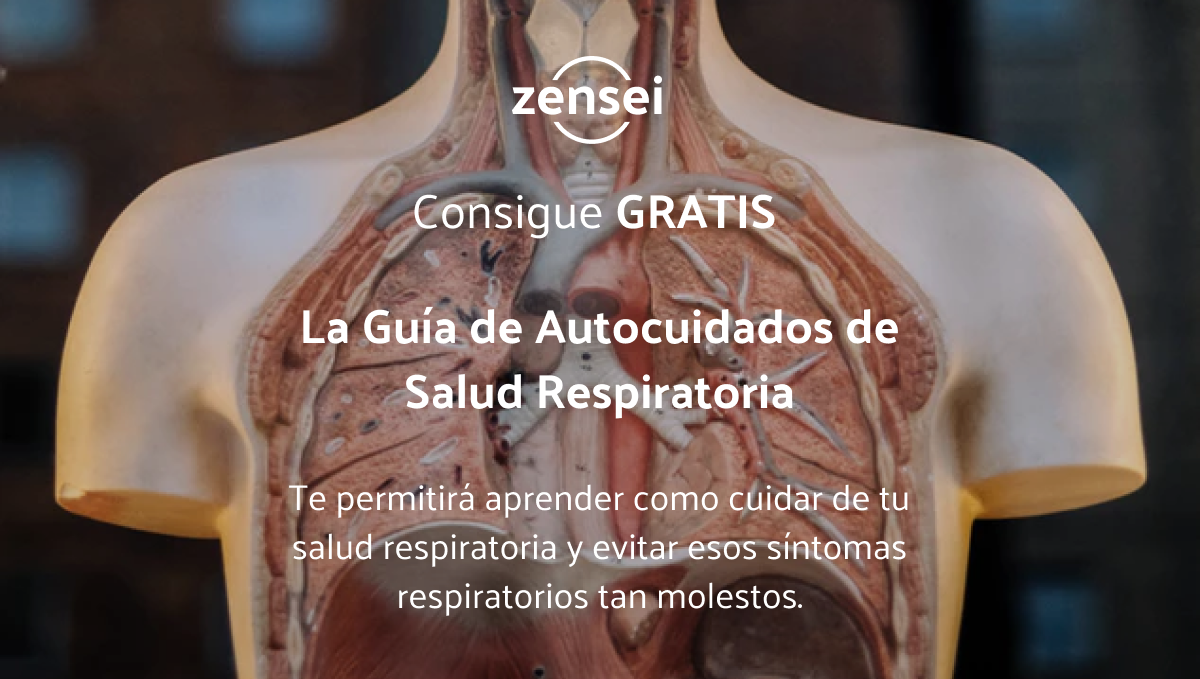 zensei
Consigue GRATIS
La Guía de Autocuidados de
Salud Respiratoria
Te permitirá aprender como cuidar de tu
salud respiratoria y evitar esos síntomas
respiratorios tan molestos.